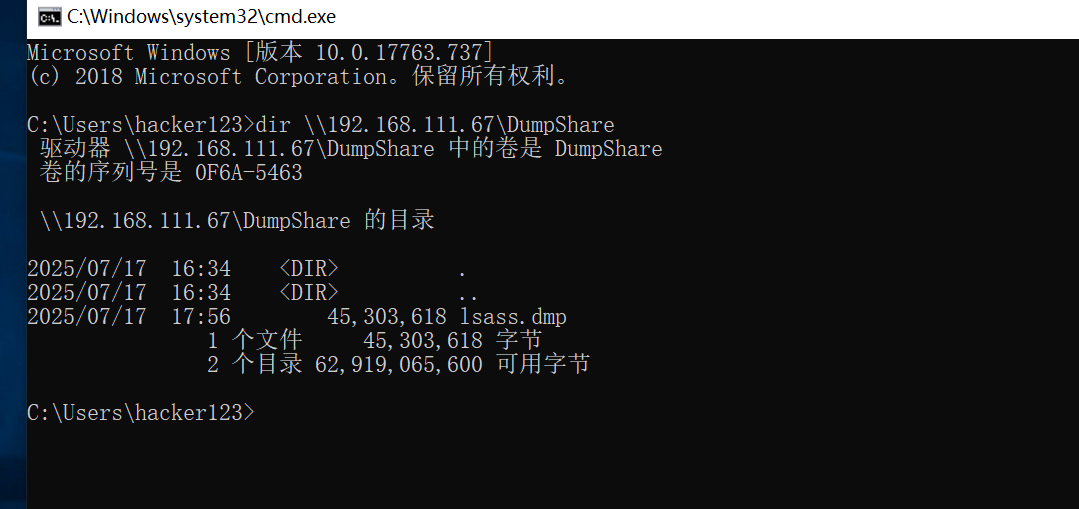 C:\Windows\system32\cmd.exe
Microsoft Windows [版本 10.0.17763.737]
(c) 2018 Microsoft Corporation。保留所有权利。
C:\Users\hacker123>dir \\192.168.111.67\DumpShare
驱动器 \\192.168.111.67\DumpShare 中的卷是 DumpShare
卷的序列号是 0F6A-5463
\\192.168.111.67\DumpShare 的目录
2025/07/17  16:34    <DIR>          .
2025/07/17  16:34    <DIR>          ..
2025/07/17  17:56        45,303,618 lsass.dmp
1 个文件     45,303,618 字节
2 个目录 62,919,065,600 可用字节
C:\Users\hacker123>